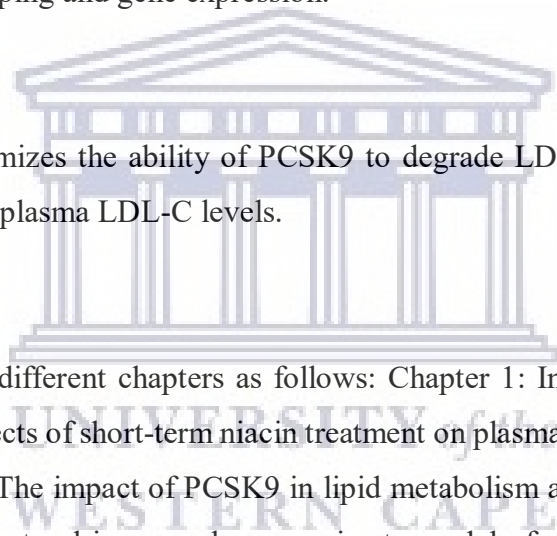 and gene expression.
mizes the ability of PCSK9 to degrade LD
plasma LDL-C levels.
different chapters as follows: Chapter 1: In
ects of short-term niacin treatment on plasma
UNIVERSITY of the
The impact of PCSK9 in lipid metabolism a
WESTERN CAPE